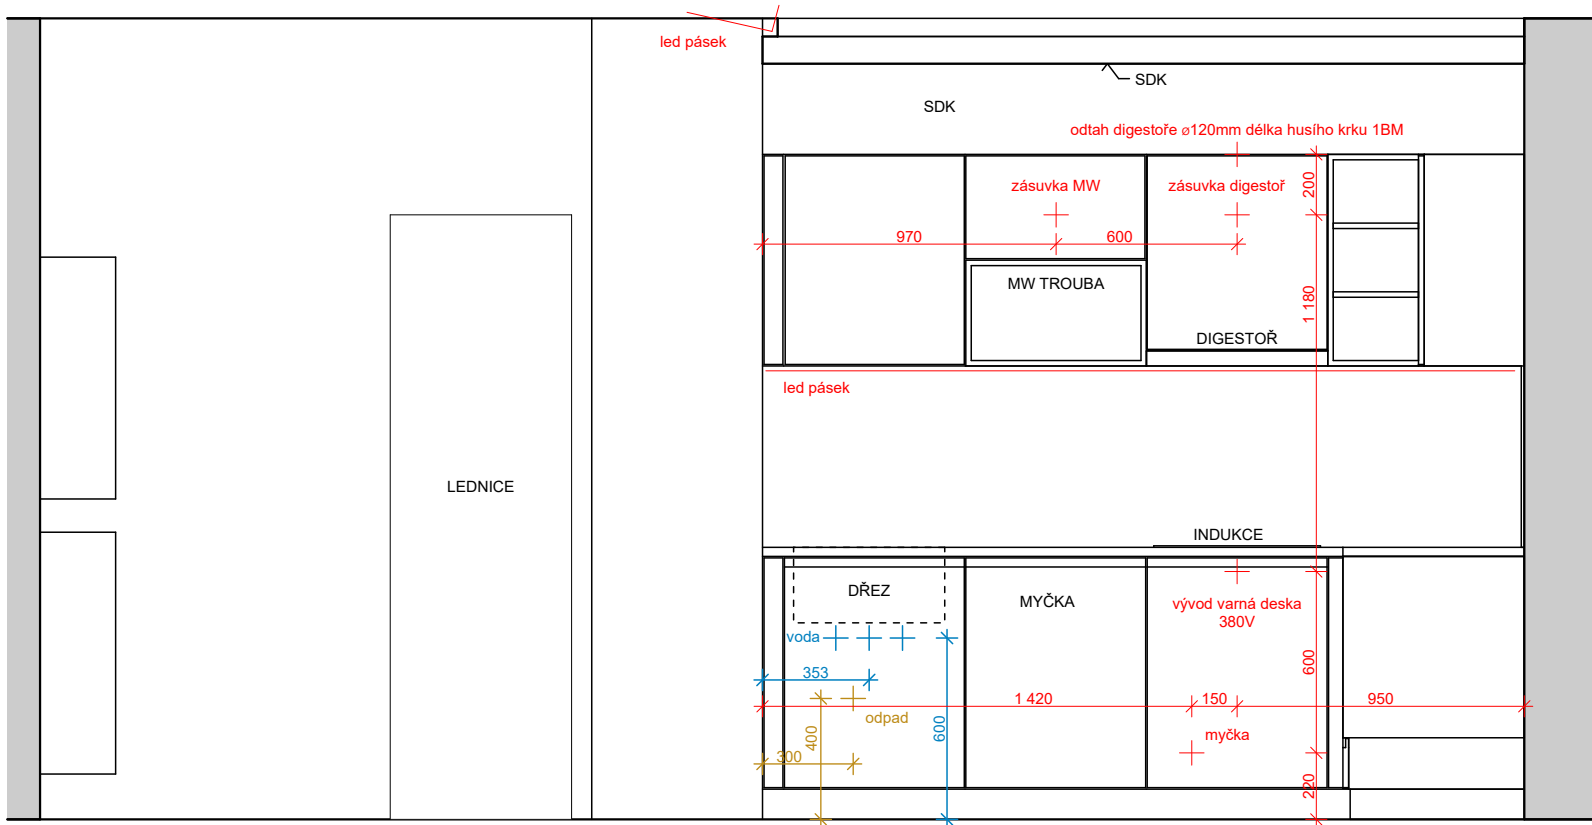 led pásek
SDK
SDK
odtah digestoře ø120mm délka husího krku 1BM
zásuvka MW
zásuvka digestoř
200
970
600
MW TROUBA
1 180
DIGESTOŘ
led pásek
LEDNICE
INDUKCE
DŘEZ
MYČKA
vývod varná deska
380V
voda
353
600
1 420
150
950
odpad
400
600
myčka
300
220